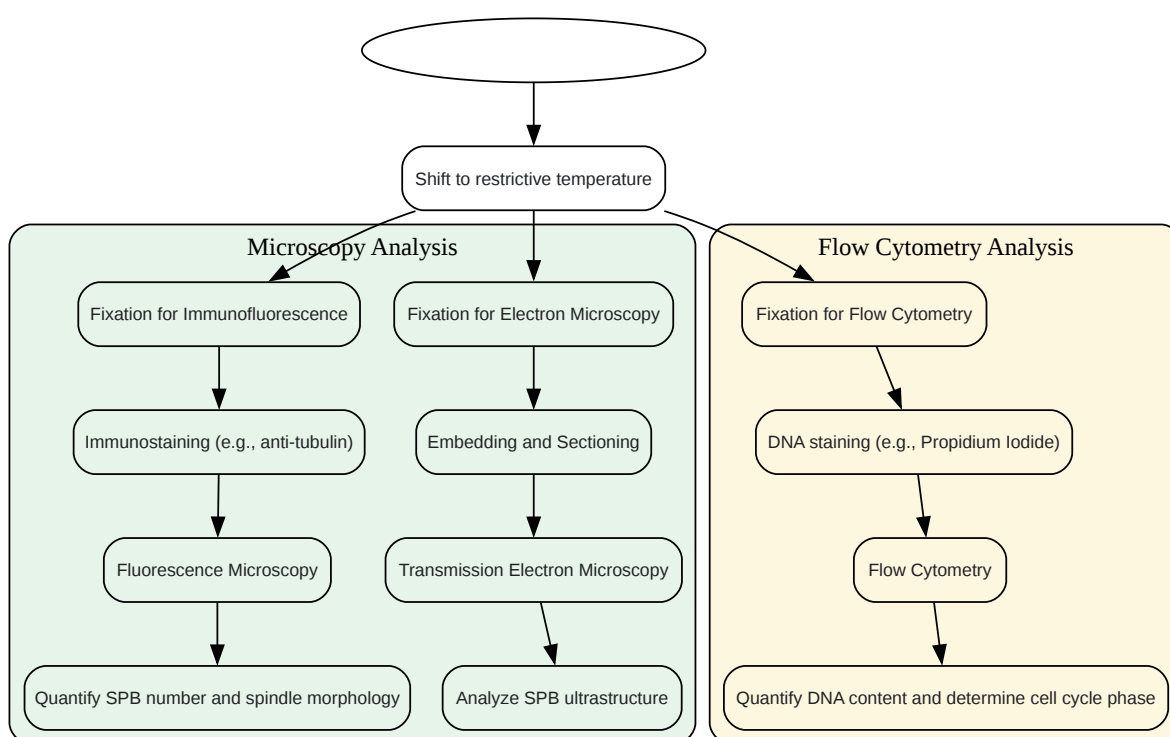 Shift to restrictive temperature
Microscopy Analysis
Flow Cytometry Analysis
Fixation for Immunofluorescence
Fixation for Electron Microscopy
Fixation for Flow Cytometry
Immunostaining (e.g., anti-tubulin)
Embedding and Sectioning
DNA staining (e.g., Propidium Iodide)
Fluorescence Microscopy
Transmission Electron Microscopy
Flow Cytometry
Quantify SPB number and spindle morphology
Analyze SPB ultrastructure
Quantify DNA content and determine cell cycle phase